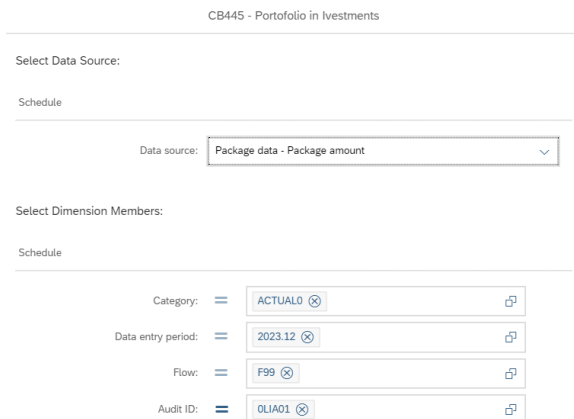 CB445 - Portofolio in Ivestments
Select Data Source:
Schedule
Data source: Package data - Package amount
Select Dimension Members:
Schedule
Category: ACTUAL0
Data entry period: 2023.12
Flow: F99
Audit ID: 0LIA01